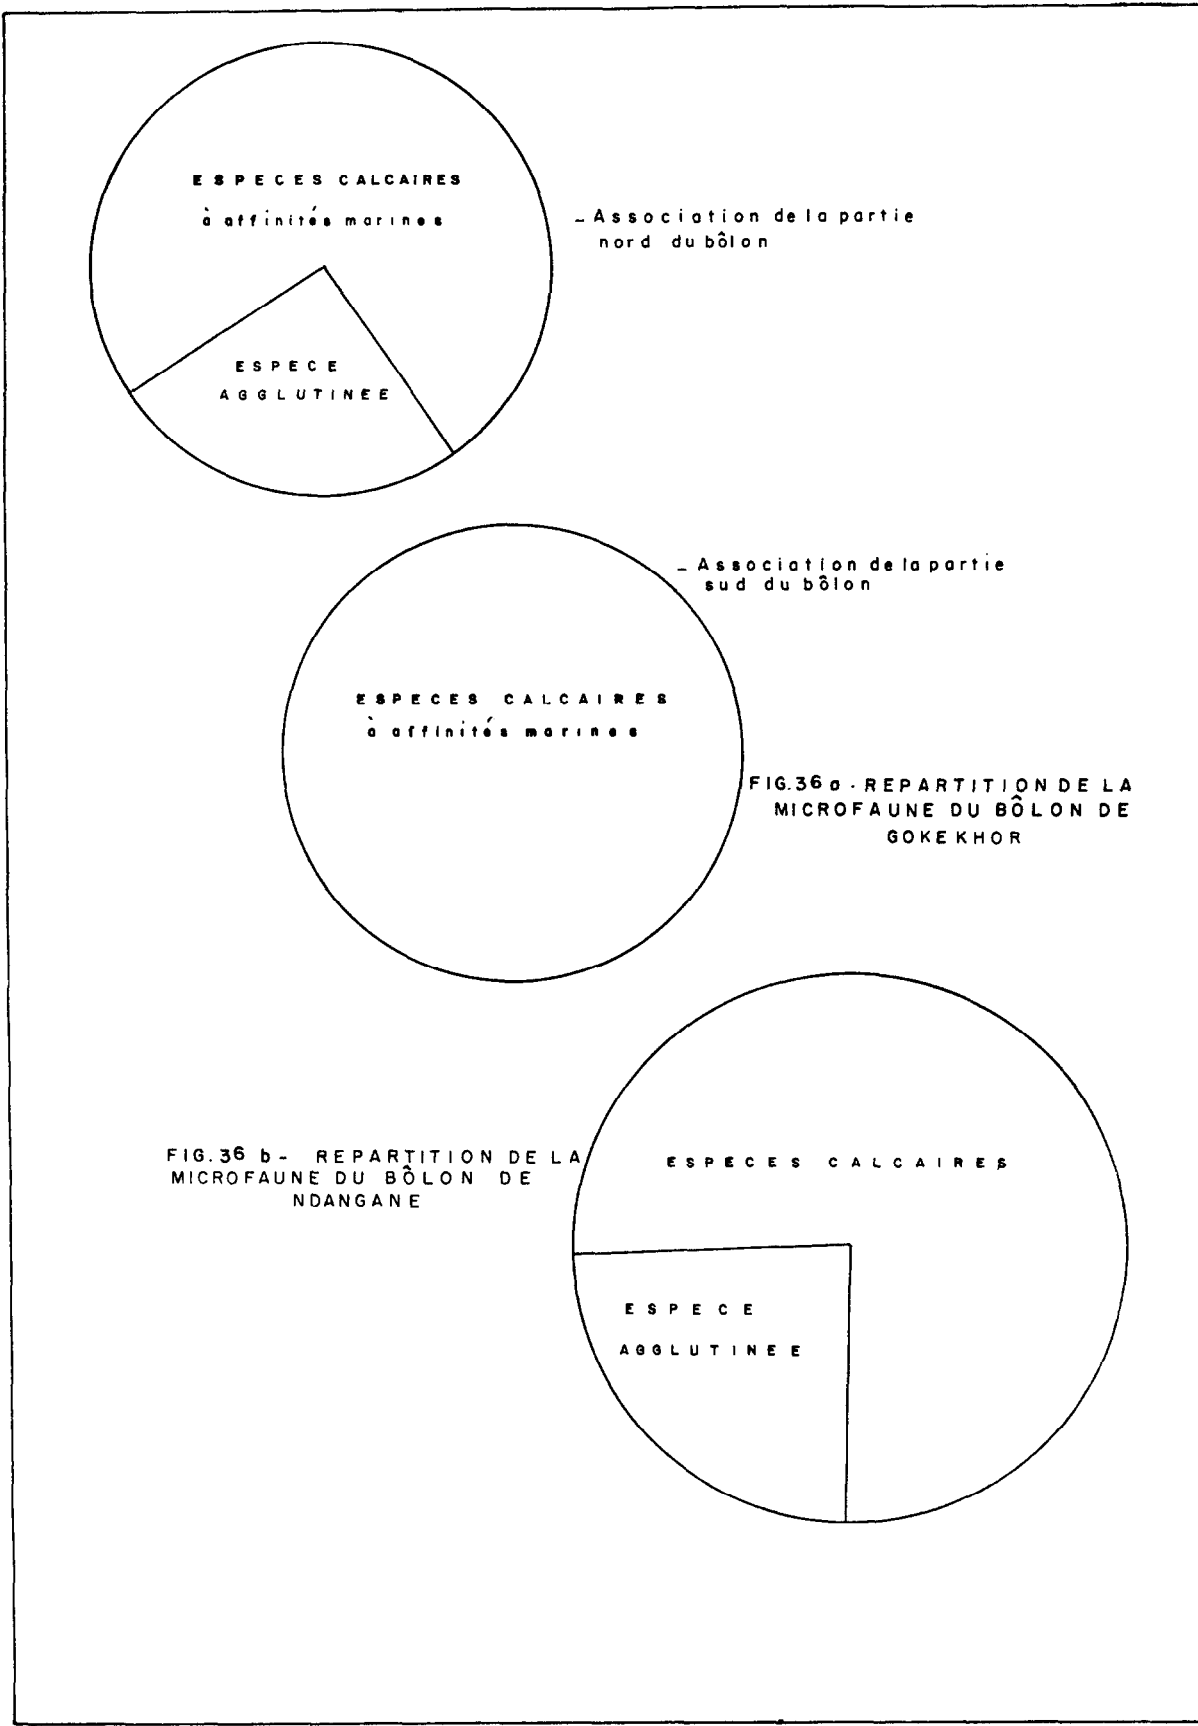 ESPECES CALCAIRES
à affinités marines
_ Association de la partie
nord du bôlon
ESPECE
AGGLUTINEE
_ Association de la partie
sud du bôlon
ESPECES CALCAIRES
à affinités marines
FIG.36 a - REPARTITION DE LA
MICROFAUNE DU BÔLON DE
GOKEKHOR
FIG.36 b - REPARTITION DE LA
MICROFAUNE DU BÔLON DE
NDANGANE
ESPECES CALCAIRES
ESPECE
AGGLUTINEE